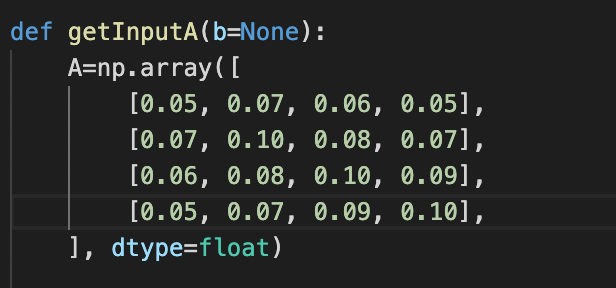 def getInputA(b=None):
    A=np.array([
        [0.05, 0.07, 0.06, 0.05],
        [0.07, 0.10, 0.08, 0.07],
        [0.06, 0.08, 0.10, 0.09],
        [0.05, 0.07, 0.09, 0.10],
    ], dtype=float)